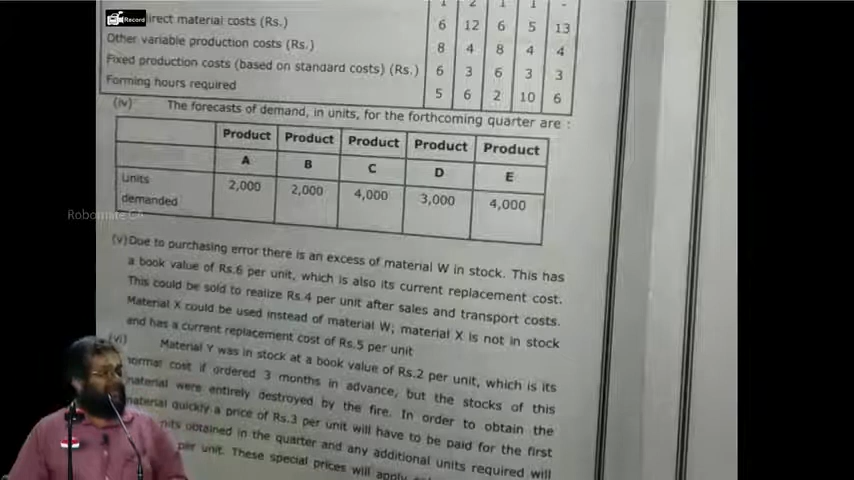 Record
1 2 1 1 -
irect material costs (Rs.) 6 12 6 5 13
Other variable production costs (Rs.) 8 4 8 4 4
Fixed production costs (based on standard costs) (Rs.) 6 3 6 3 3
Forming hours required 5 6 2 10 6
(iv) The forecasts of demand, in units, for the forthcoming quarter are :
Product Product Product Product Product
A B C D E
Units demanded 2,000 2,000 4,000 3,000 4,000
(v) Due to purchasing error there is an excess of material W in stock. This has
a book value of Rs.6 per unit, which is also its current replacement cost.
This could be sold to realize Rs.4 per unit after sales and transport costs.
Material X could be used instead of material W; material X is not in stock
and has a current replacement cost of Rs.5 per unit
(vi) Material Y was in stock at a book value of Rs.2 per unit, which is its
normal cost if ordered 3 months in advance, but the stocks of this
material were entirely destroyed by the fire. In order to obtain the
material quickly a price of Rs.3 per unit will have to be paid for the first
nits obtained in the quarter and any additional units required will
per unit. These special prices will apply